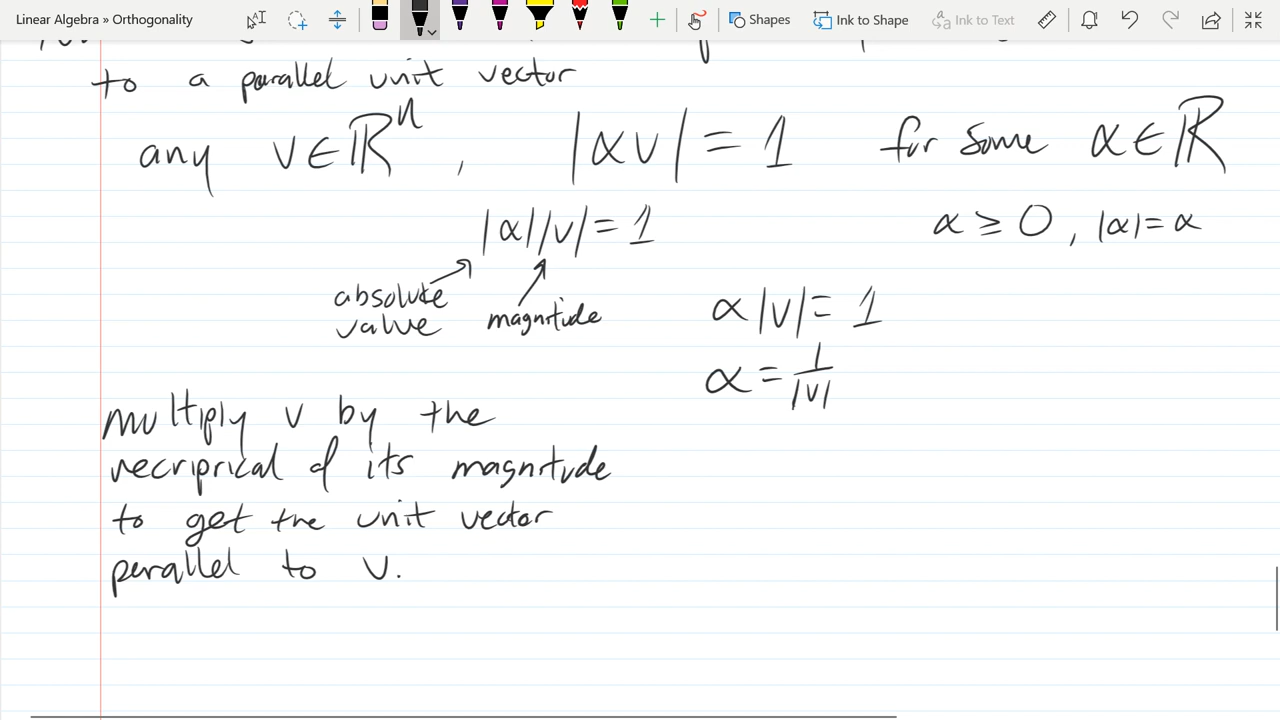 Linear Algebra » Orthogonality
Shapes
Ink to Shape
Ink to Text
to a parallel unit vector
any v∈ℝⁿ, |αv| = 1 for some α∈ℝ
|α||v| = 1 α ≥ 0, |α| = α
absolute value
magnitude
α|v| = 1
α = 1/|v|
multiply v by the
recriprical of its magnitude
to get the unit vector
parallel to v.